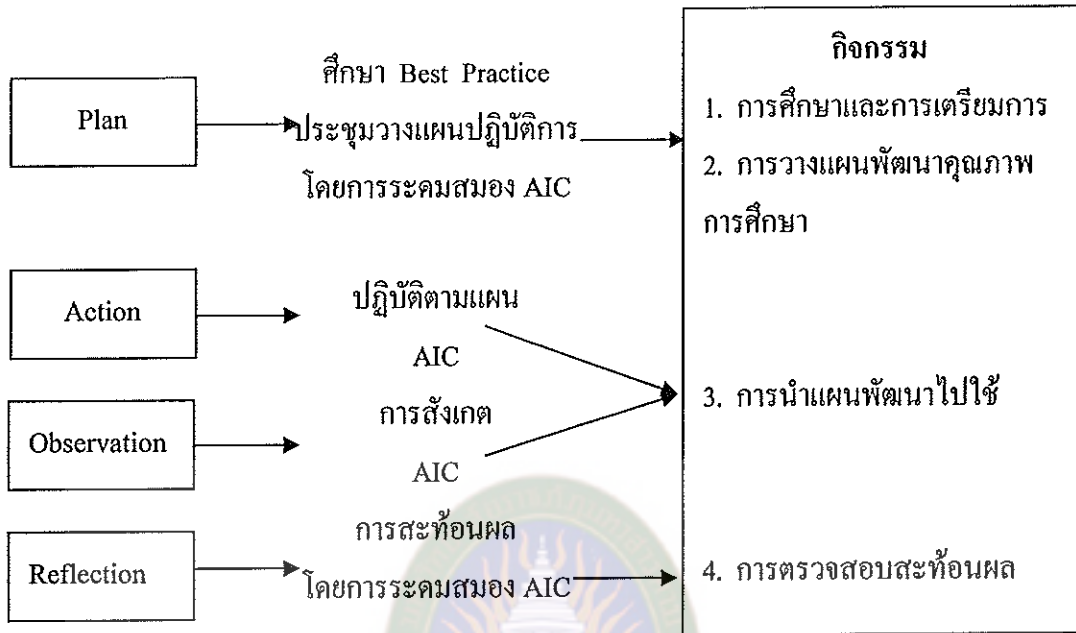 Plan
ศึกษา Best Practice
ประชุมวางแผนปฏิบัติการ
โดยการระดมสมอง AIC
Action
ปฏิบัติตามแผน
AIC
Observation
การสังเกต
AIC
Reflection
การสะท้อนผล
โดยการระดมสมอง AIC
กิจกรรม
1. การศึกษาและการเตรียมการ
2. การวางแผนพัฒนาคุณภาพ
การศึกษา
3. การนำแผนพัฒนาไปใช้
4. การตรวจสอบสะท้อนผล